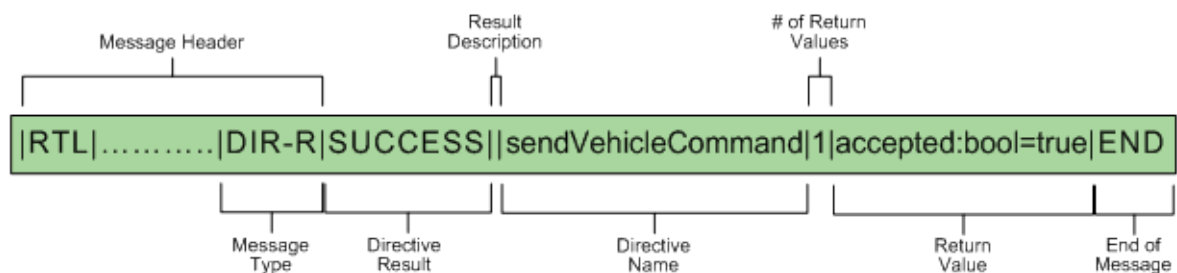 Message Header
Result
Description
# of Return
Values
|RTL|...........|DIR-R|SUCCESS||sendVehicleCommand|1|accepted:bool=true|END
Message
Type
Directive
Result
Directive
Name
Return
Value
End of
Message